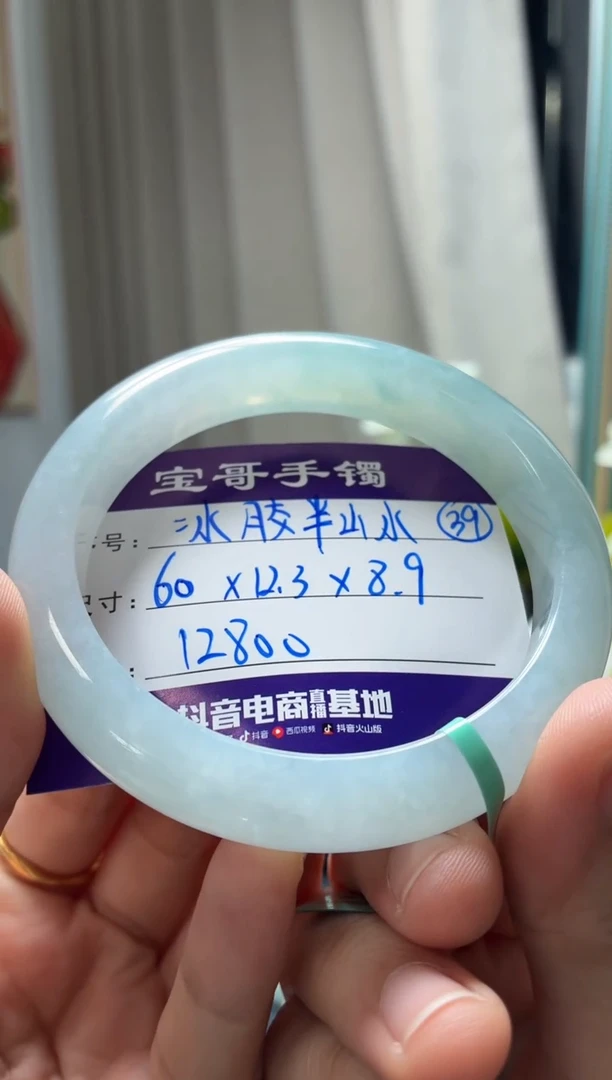 宝哥手镯
号: 冰胶半山水 39
寸: 60 x 12.3 x 8.9
: 12800
抖音电商直播基地
抖音 西瓜视频 抖音火山版